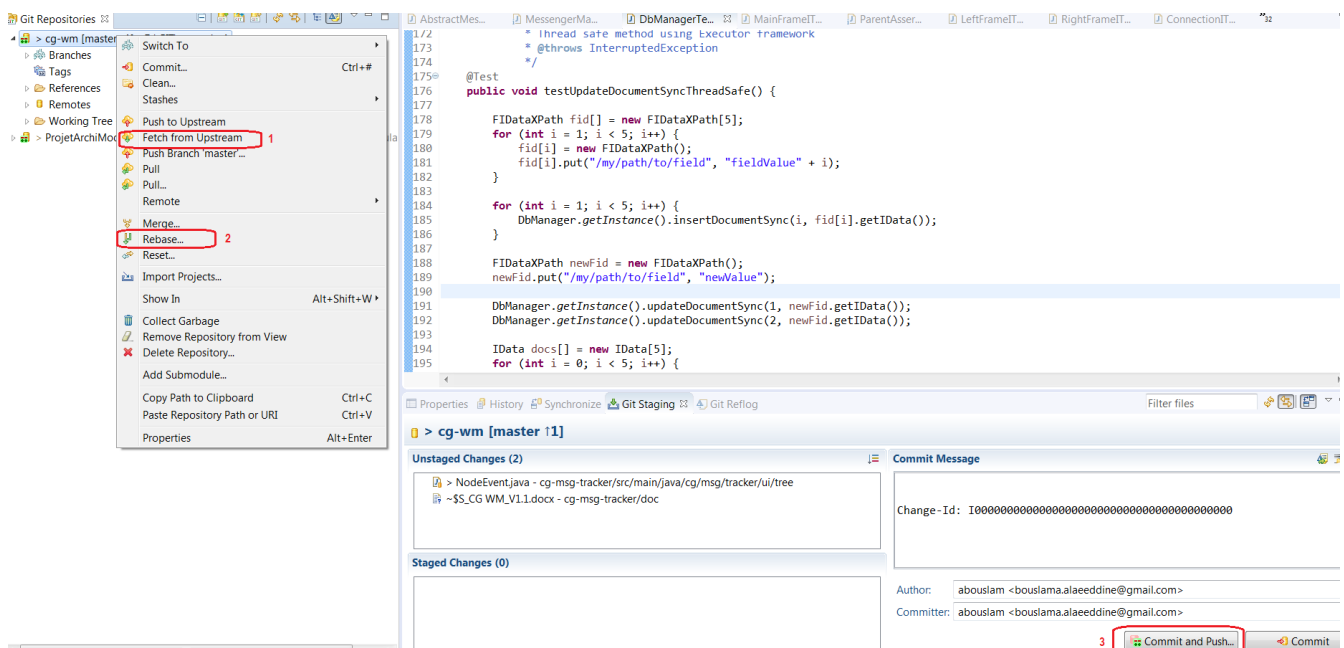 Git Repositories
> cg-wm [master
Branches
Tags
References
Remotes
Working Tree
> ProjetArchiMod
Switch To
Commit... Ctrl+#
Clean...
Stashes
Push to Upstream
Fetch from Upstream 1
Push Branch 'master'...
Pull
Pull...
Remote
Merge...
Rebase... 2
Reset...
Import Projects...
Show In Alt+Shift+W
Collect Garbage
Remove Repository from View
Delete Repository...
Add Submodule...
Copy Path to Clipboard Ctrl+C
Paste Repository Path or URI Ctrl+V
Properties Alt+Enter
AbstractMes... MessengerMa... DbManagerTe... MainFrameIT... ParentAsser... LeftFrameIT... RightFrameIT... ConnectionIT... "32
172 * Thread safe method using Executor framework
173 * @throws InterruptedException
174 */
175 @Test
176 public void testUpdateDocumentSyncThreadSafe() {
177
178 FIDataXPath fid[] = new FIDataXPath[5];
179 for (int i = 1; i < 5; i++) {
180 fid[i] = new FIDataXPath();
181 fid[i].put("/my/path/to/field", "fieldValue" + i);
182 }
183
184 for (int i = 1; i < 5; i++) {
185 DbManager.getInstance().insertDocumentSync(i, fid[i].getIData());
186 }
187
188 FIDataXPath newFid = new FIDataXPath();
189 newFid.put("/my/path/to/field", "newValue");
190
191 DbManager.getInstance().updateDocumentSync(1, newFid.getIData());
192 DbManager.getInstance().updateDocumentSync(2, newFid.getIData());
193
194 IData docs[] = new IData[5];
195 for (int i = 0; i < 5; i++) {
Properties History Synchronize Git Staging Git Reflog Filter files
> cg-wm [master ↑1]
Unstaged Changes (2)
> NodeEvent.java - cg-msg-tracker/src/main/java/cg/msg/tracker/ui/tree
~$S_CG WM_V1.1.docx - cg-msg-tracker/doc
Staged Changes (0)
Commit Message
Change-Id: I0000000000000000000000000000000000000000
Author: abouslam <bouslama.alaeeddine@gmail.com>
Committer: abouslam <bouslama.alaeeddine@gmail.com>
3 Commit and Push... Commit